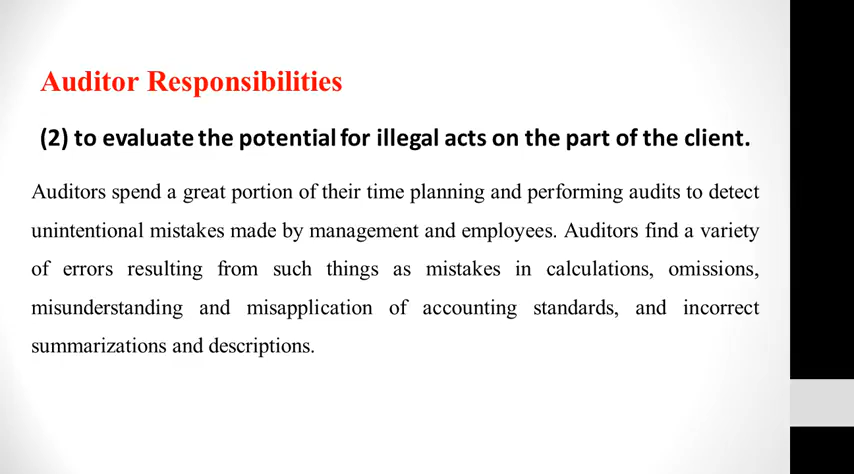 Auditor Responsibilities
(2) to evaluate the potential for illegal acts on the part of the client.
Auditors spend a great portion of their time planning and performing audits to detect
unintentional mistakes made by management and employees. Auditors find a variety
of errors resulting from such things as mistakes in calculations, omissions,
misunderstanding and misapplication of accounting standards, and incorrect
summarizations and descriptions.